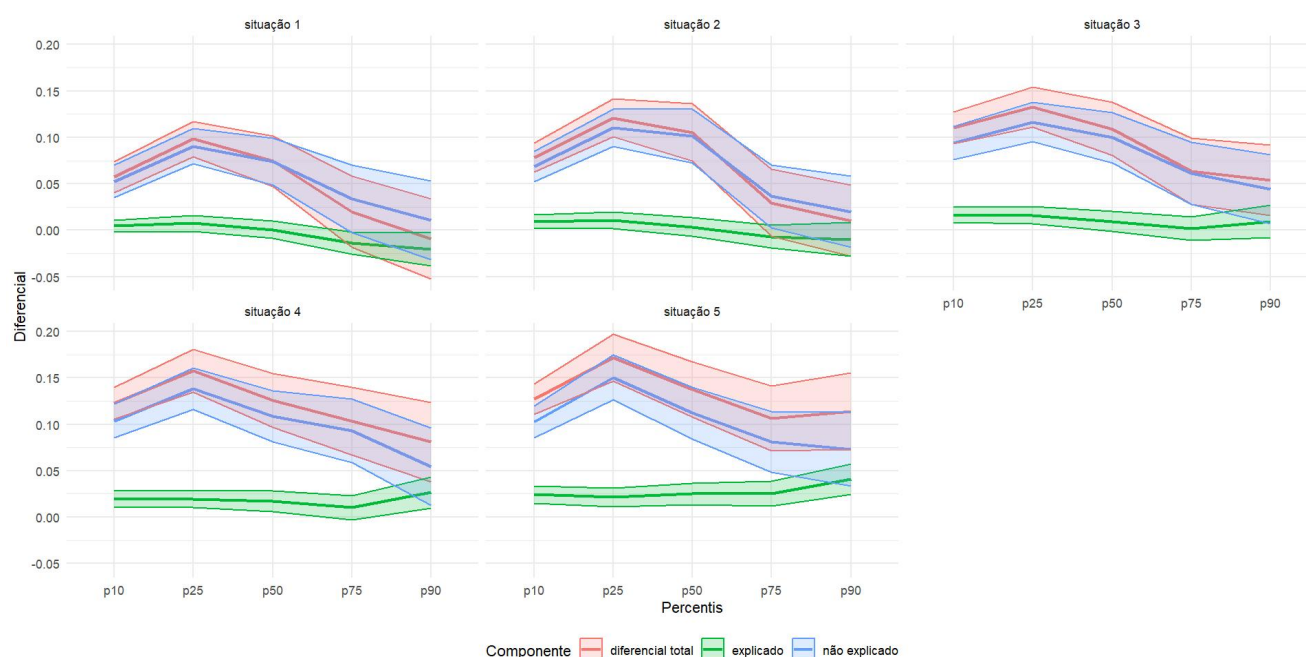 situação 1
situação 2
situação 3
0.20
0.15
0.10
0.05
0.00
-0.05
p10 p25 p50 p75 p90
situação 4
situação 5
Diferencial
0.20
0.15
0.10
0.05
0.00
-0.05
p10 p25 p50 p75 p90
p10 p25 p50 p75 p90
Percentis
Componente diferencial total explicado não explicado